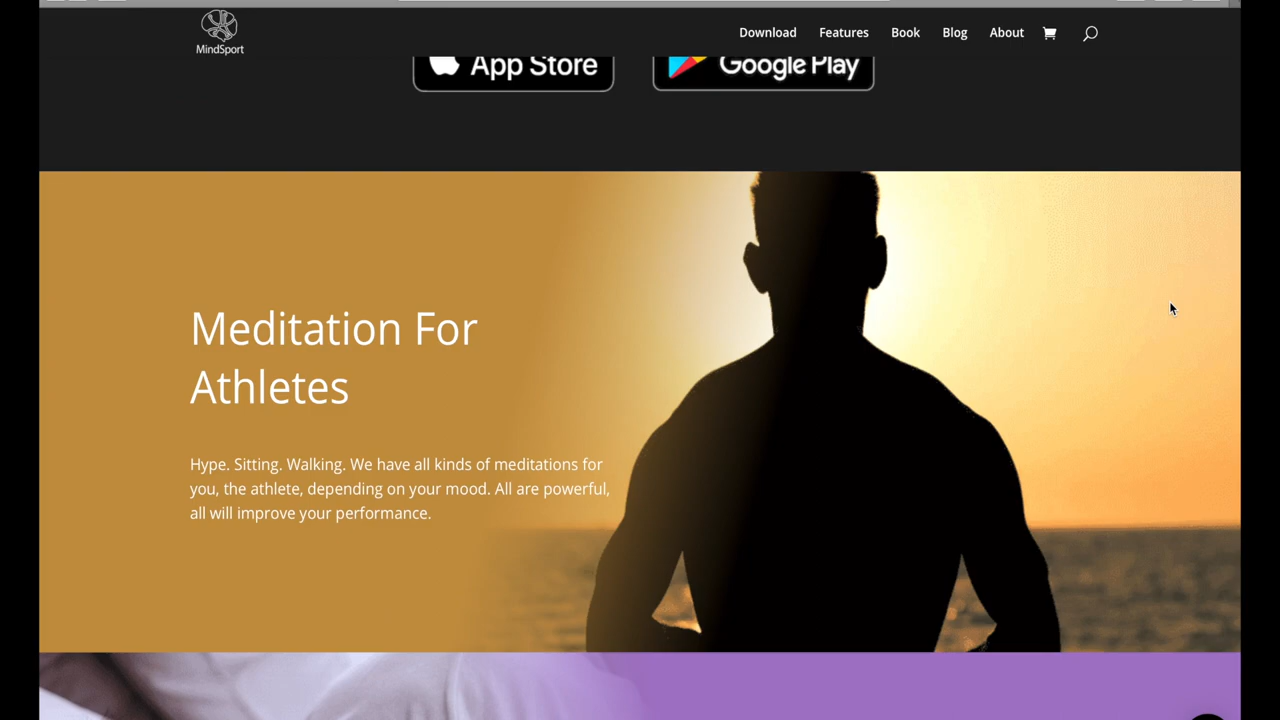 MindSport
Download Features Book Blog About
App Store Google Play
Meditation For
Athletes
Hype. Sitting. Walking. We have all kinds of meditations for
you, the athlete, depending on your mood. All are powerful,
all will improve your performance.